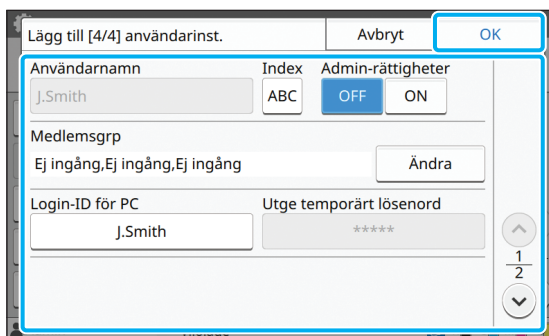 Lägg till [4/4] användarinst.
Avbryt
OK
Användarnamn
Index
Admin-rättigheter
J.Smith
ABC
OFF
ON
Medlemsgrp
Ej ingång,Ej ingång,Ej ingång
Ändra
Login-ID för PC
Utge temporärt lösenord
J.Smith
*****
1
2